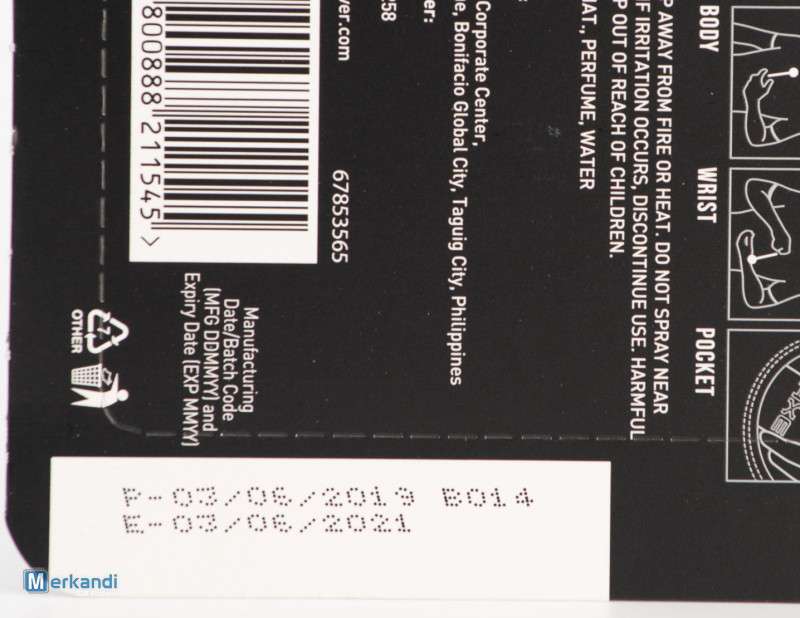 BODY WRIST POCKET
AXE
AWAY FROM FIRE OR HEAT. DO NOT SPRAY NEAR
IF IRRITATION OCCURS, DISCONTINUE USE. HARMFUL
OUT OF REACH OF CHILDREN.
PERFUME, WATER
Corporate Center,
Bonifacio Global City, Taguig City, Philippines
er:
58
ver.com
67853565
800888 211545 >
Manufacturing
Date/Batch Code
(MFG DDMMYY) and
Expiry Date (EXP MMYY)
7
OTHER
P-03/06/2019 B014
E-03/06/2021
Merkandi